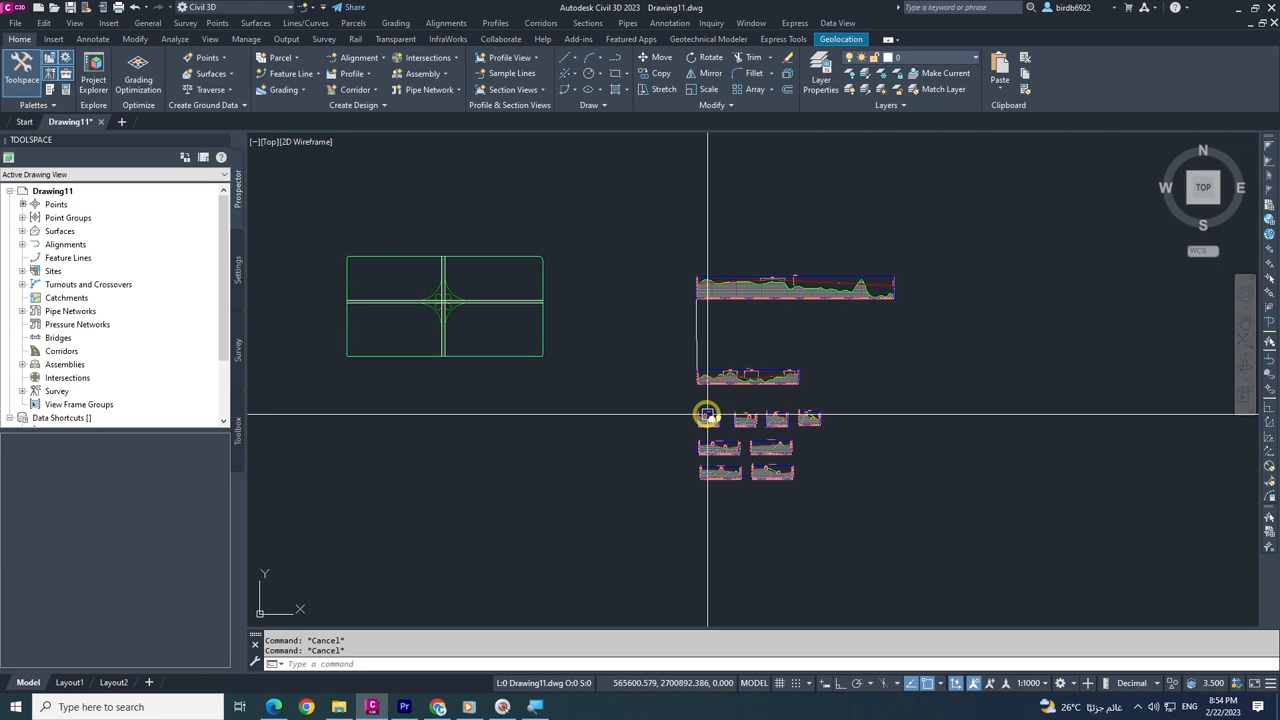 C3D Civil 3D Share Autodesk Civil 3D 2023 Drawing11.dwg Type a keyword or phrase birdb6922
File Edit View Insert General Survey Points Surfaces Lines/Curves Parcels Grading Alignments Profiles Corridors Sections Pipes Annotation Inquiry Window Express Data Extraction
Home Insert Annotate Modify Analyze View Manage Output Survey Rail Transparent InfraWorks Collaborate Help Add-ins Featured Apps Geotechnical Modeler Express Tools Geolocation
Points Parcel Alignment Intersections Profile View Move Rotate Trim 0
Toolspace Project Explorer Grading Optimization Surfaces Feature Line Profile Assembly Sample Lines Copy Mirror Fillet Layer Properties Make Current Paste
Traverse Grading Corridor Pipe Network Section Views Stretch Scale Array Match Layer
Palettes Explore Optimize Create Ground Data Create Design Profile & Section Views Draw Modify Layers Clipboard
Start Drawing11*
TOOLSPACE
[−][Top][2D Wireframe]
Active Drawing View
Drawing11
Points
Point Groups
Surfaces
Alignments
Feature Lines
Sites
Turnouts and Crossovers
Catchments
Pipe Networks
Pressure Networks
Bridges
Corridors
Assemblies
Intersections
Survey
View Frame Groups
Data Shortcuts []
Prospector
Settings
Survey
Toolbox
N
W TOP E
S
WCS
Y
X
Command: *Cancel*
Command: *Cancel*
Type a command
Model Layout1 Layout2 L:0 Drawing11.dwg O:0 S:0 565600.579, 2700892.386, 0.000 MODEL 1:1000 Decimal 3.500
Type here to search 26°C غائم جزئيا ENG 8:54 PM
2/22/2023